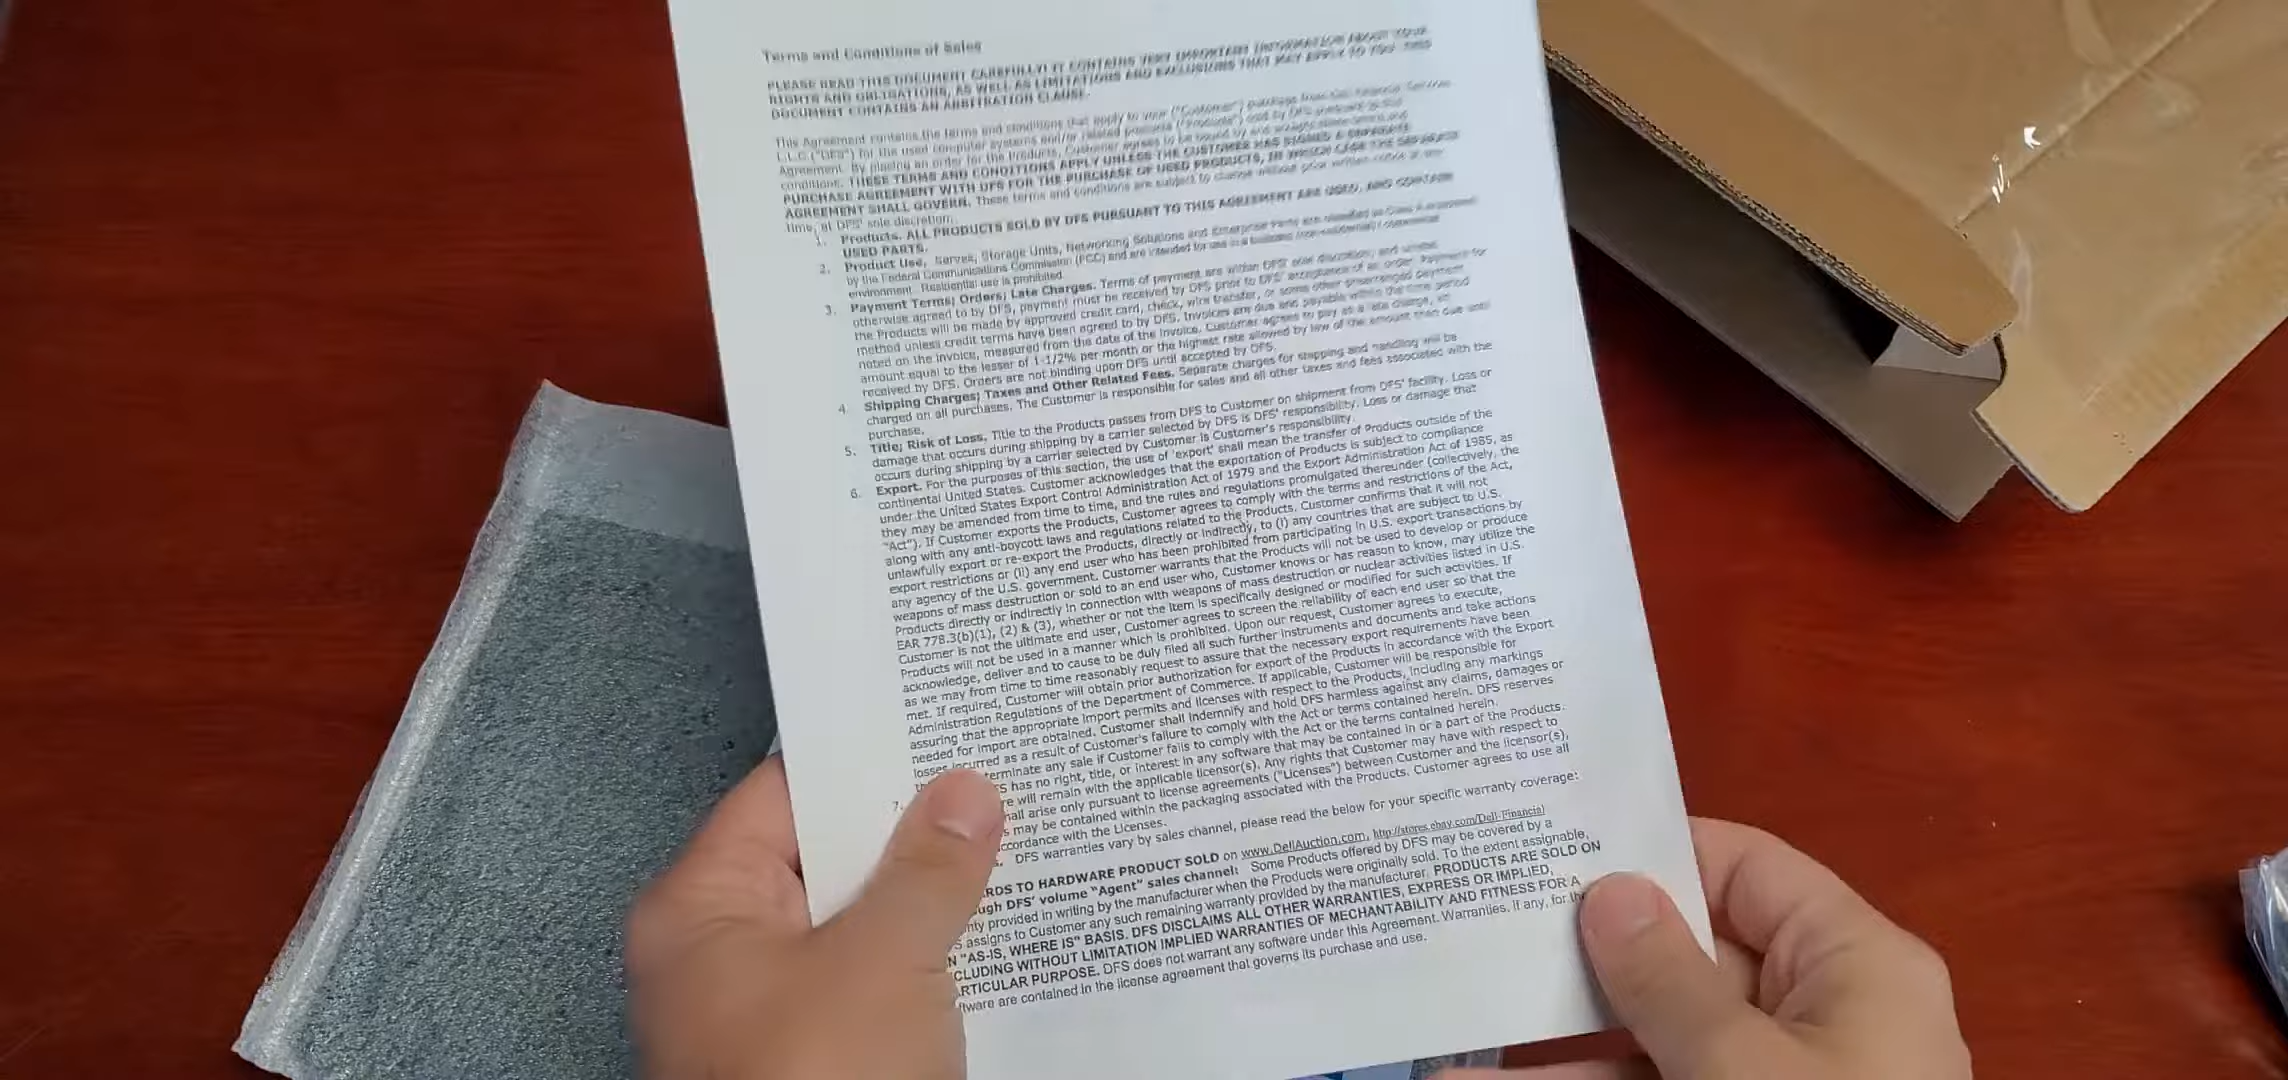 Terms and Conditions of Sales
PLEASE READ THIS DOCUMENT CAREFULLY! IT CONTAINS VERY IMPORTANT INFORMATION ABOUT YOUR
RIGHTS AND OBLIGATIONS, AS WELL AS LIMITATIONS AND EXCLUSIONS THAT MAY APPLY TO YOU. THIS
DOCUMENT CONTAINS AN ARBITRATION CLAUSE.
This Agreement contains the terms and conditions that apply to your ("Customer") purchase from Dell Financial Services
L.L.C ("DFS") for the used computer systems and/or related products ("Products") sold by DFS
Agreement. By placing an order for the Products, Customer agrees to be bound by and accepts these terms and
conditions. THESE TERMS AND CONDITIONS APPLY UNLESS THE CUSTOMER HAS SIGNED A SEPARATE
PURCHASE AGREEMENT WITH DFS FOR THE PURCHASE OF USED PRODUCTS, IN WHICH CASE THE SEPARATE
AGREEMENT SHALL GOVERN. These terms and conditions are subject to change without prior written notice at any
time, at DFS' sole discretion.
1. Products. ALL PRODUCTS SOLD BY DFS PURSUANT TO THIS AGREEMENT ARE USED, AND CONTAIN
USED PARTS.
2. Product Use. Server, Storage Units, Networking Solutions and Enterprise Parts are classified as Class A equipment
by the Federal Communications Commission (FCC) and are intended for use in a business (non-residential)
environment. Residential use is prohibited.
3. Payment Terms; Orders; Late Charges. Terms of payment are within DFS' sole discretion, and unless
otherwise agreed to by DFS, payment must be received by DFS prior to DFS' acceptance of an order. Payment for
the Products will be made by approved credit card, check, wire transfer, or some other prearranged payment
method unless credit terms have been agreed to by DFS. Invoices are due and payable within the time period
noted on the invoice, measured from the date of the invoice. Customer agrees to pay as a late charge, an
amount equal to the lesser of 1-1/2% per month or the highest rate allowed by law of the amount then due until
received by DFS. Orders are not binding upon DFS until accepted by DFS.
4. Shipping Charges; Taxes and Other Related Fees. Separate charges for shipping and handling will be
charged on all purchases. The Customer is responsible for sales and all other taxes and fees associated with the
purchase.
5. Title; Risk of Loss. Title to the Products passes from DFS to Customer on shipment from DFS' facility. Loss or
damage that occurs during shipping by a carrier selected by DFS is DFS' responsibility. Loss or damage that
occurs during shipping by a carrier selected by Customer is Customer's responsibility.
6. Export. For the purposes of this section, the use of 'export' shall mean the transfer of Products outside of the
continental United States. Customer acknowledges that the exportation of Products is subject to compliance
under the United States Export Control Administration Act of 1979 and the Export Administration Act of 1985, as
they may be amended from time to time, and the rules and regulations promulgated thereunder (collectively, the
"Act"). If Customer exports the Products, Customer agrees to comply with the terms and restrictions of the Act,
along with any anti-boycott laws and regulations related to the Products. Customer confirms that it will not
unlawfully export or re-export the Products, directly or indirectly, to (i) any countries that are subject to U.S.
export restrictions or (ii) any end user who has been prohibited from participating in U.S. export transactions by
any agency of the U.S. government. Customer warrants that the Products will not be used to develop or produce
weapons of mass destruction or sold to an end user who, Customer knows or has reason to know, may utilize the
Products directly or indirectly in connection with weapons of mass destruction or nuclear activities listed in U.S.
EAR 778.3(b)(1), (2) & (3), whether or not the item is specifically designed or modified for such activities. If
Customer is not the ultimate end user, Customer agrees to screen the reliability of each end user so that the
Products will not be used in a manner which is prohibited. Upon our request, Customer agrees to execute,
acknowledge, deliver and to cause to be duly filed all such further instruments and documents and take actions
as we may from time to time reasonably request to assure that the necessary export requirements have been
met. If required, Customer will obtain prior authorization for export of the Products in accordance with the Export
Administration Regulations of the Department of Commerce. If applicable, Customer will be responsible for
assuring that the appropriate import permits and licenses with respect to the Products, including any markings
needed for import are obtained. Customer shall indemnify and hold DFS harmless against any claims, damages or
losses incurred as a result of Customer's failure to comply with the Act or terms contained herein. DFS reserves
terminate any sale if Customer fails to comply with the Act or the terms contained herein.
7. has no right, title, or interest in any software that may be contained in or a part of the Products.
will remain with the applicable licensor(s). Any rights that Customer may have with respect to
arise only pursuant to license agreements ("Licenses") between Customer and the licensor(s),
may be contained within the packaging associated with the Products. Customer agrees to use all
accordance with the Licenses.
DFS warranties vary by sales channel, please read the below for your specific warranty coverage:
RDS TO HARDWARE PRODUCT SOLD on www.DellAuction.com, http://stores.ebay.com/Dell-Financial
ugh DFS' volume "Agent" sales channel: Some Products offered by DFS may be covered by a
nty provided in writing by the manufacturer when the Products were originally sold. To the extent assignable,
S assigns to Customer any such remaining warranty provided by the manufacturer. PRODUCTS ARE SOLD ON
N "AS-IS, WHERE IS" BASIS. DFS DISCLAIMS ALL OTHER WARRANTIES, EXPRESS OR IMPLIED,
CLUDING WITHOUT LIMITATION IMPLIED WARRANTIES OF MECHANTABILITY AND FITNESS FOR A
RTICULAR PURPOSE. DFS does not warrant any software under this Agreement. Warranties, if any, for the
ftware are contained in the license agreement that governs its purchase and use.